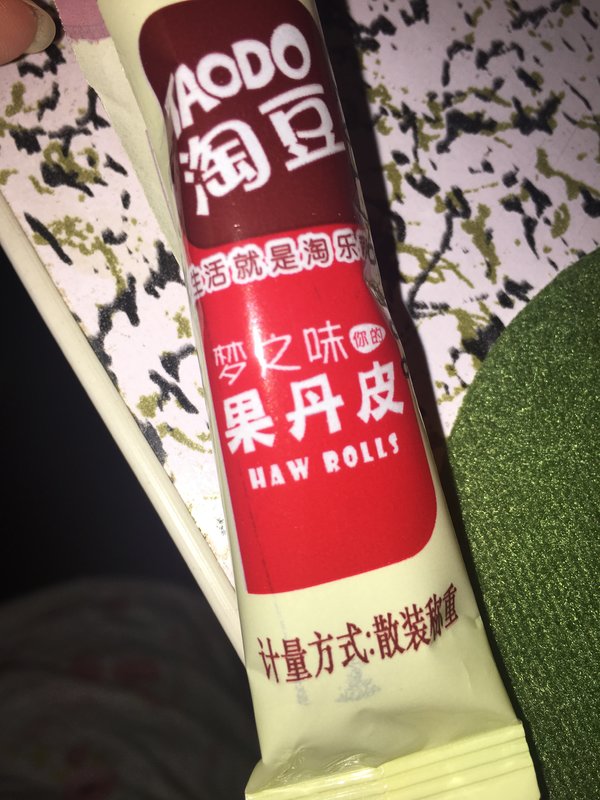 TAODO
淘豆
生活就是淘乐
梦之味 你的
果丹皮
HAW ROLLS
计量方式:散装称重